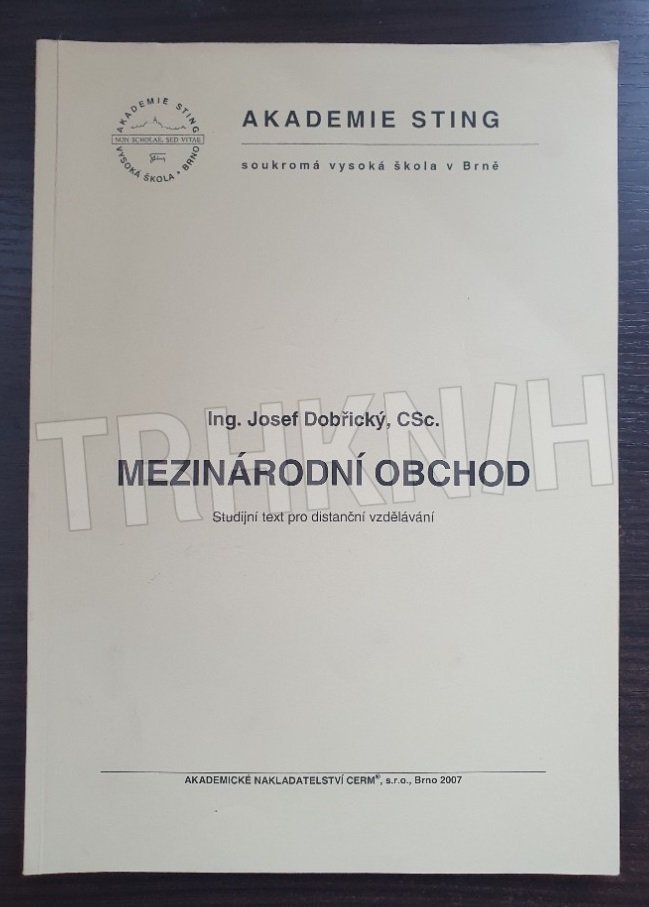 AKADEMIE STING
VYSOKÁ ŠKOLA • BRNO
NON SCHOLAE, SED VITAE
AKADEMIE STING
soukromá vysoká škola v Brně
Ing. Josef Dobřický, CSc.
MEZINÁRODNÍ OBCHOD
Studijní text pro distanční vzdělávání
TRHKNIH
AKADEMICKÉ NAKLADATELSTVÍ CERM®, s.r.o., Brno 2007